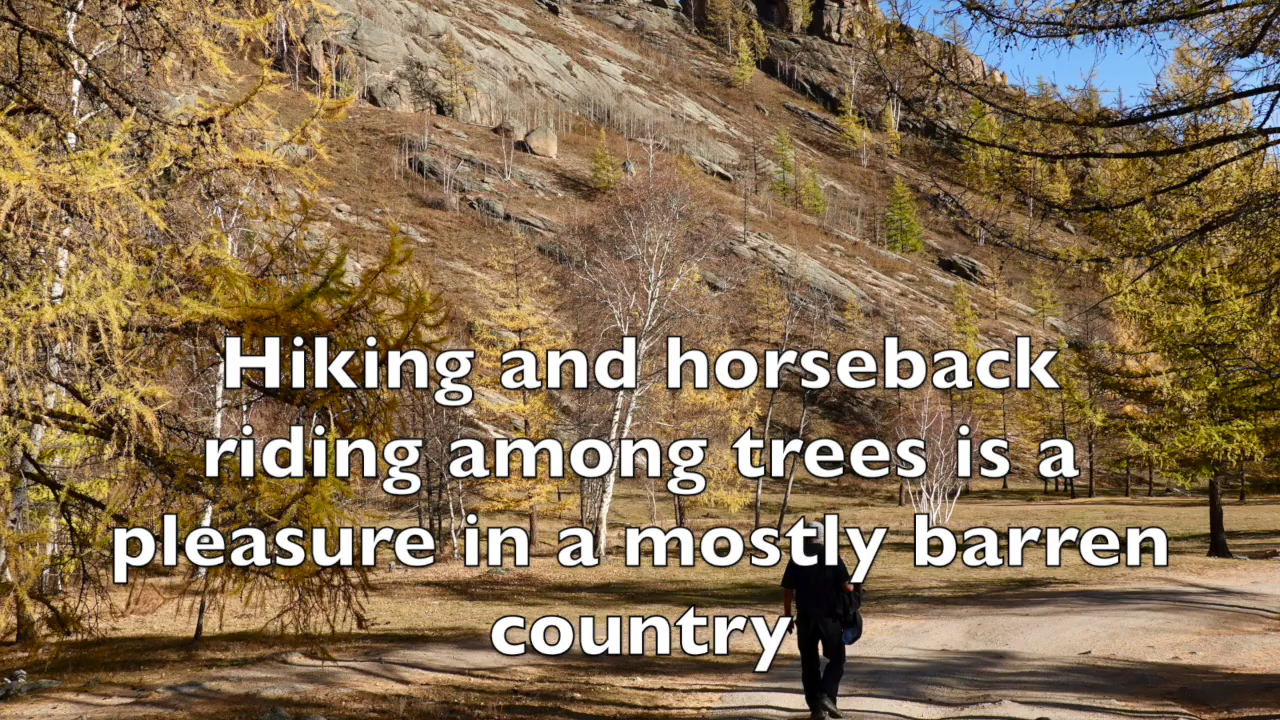 Hiking and horseback
riding among trees is a
pleasure in a mostly barren
country